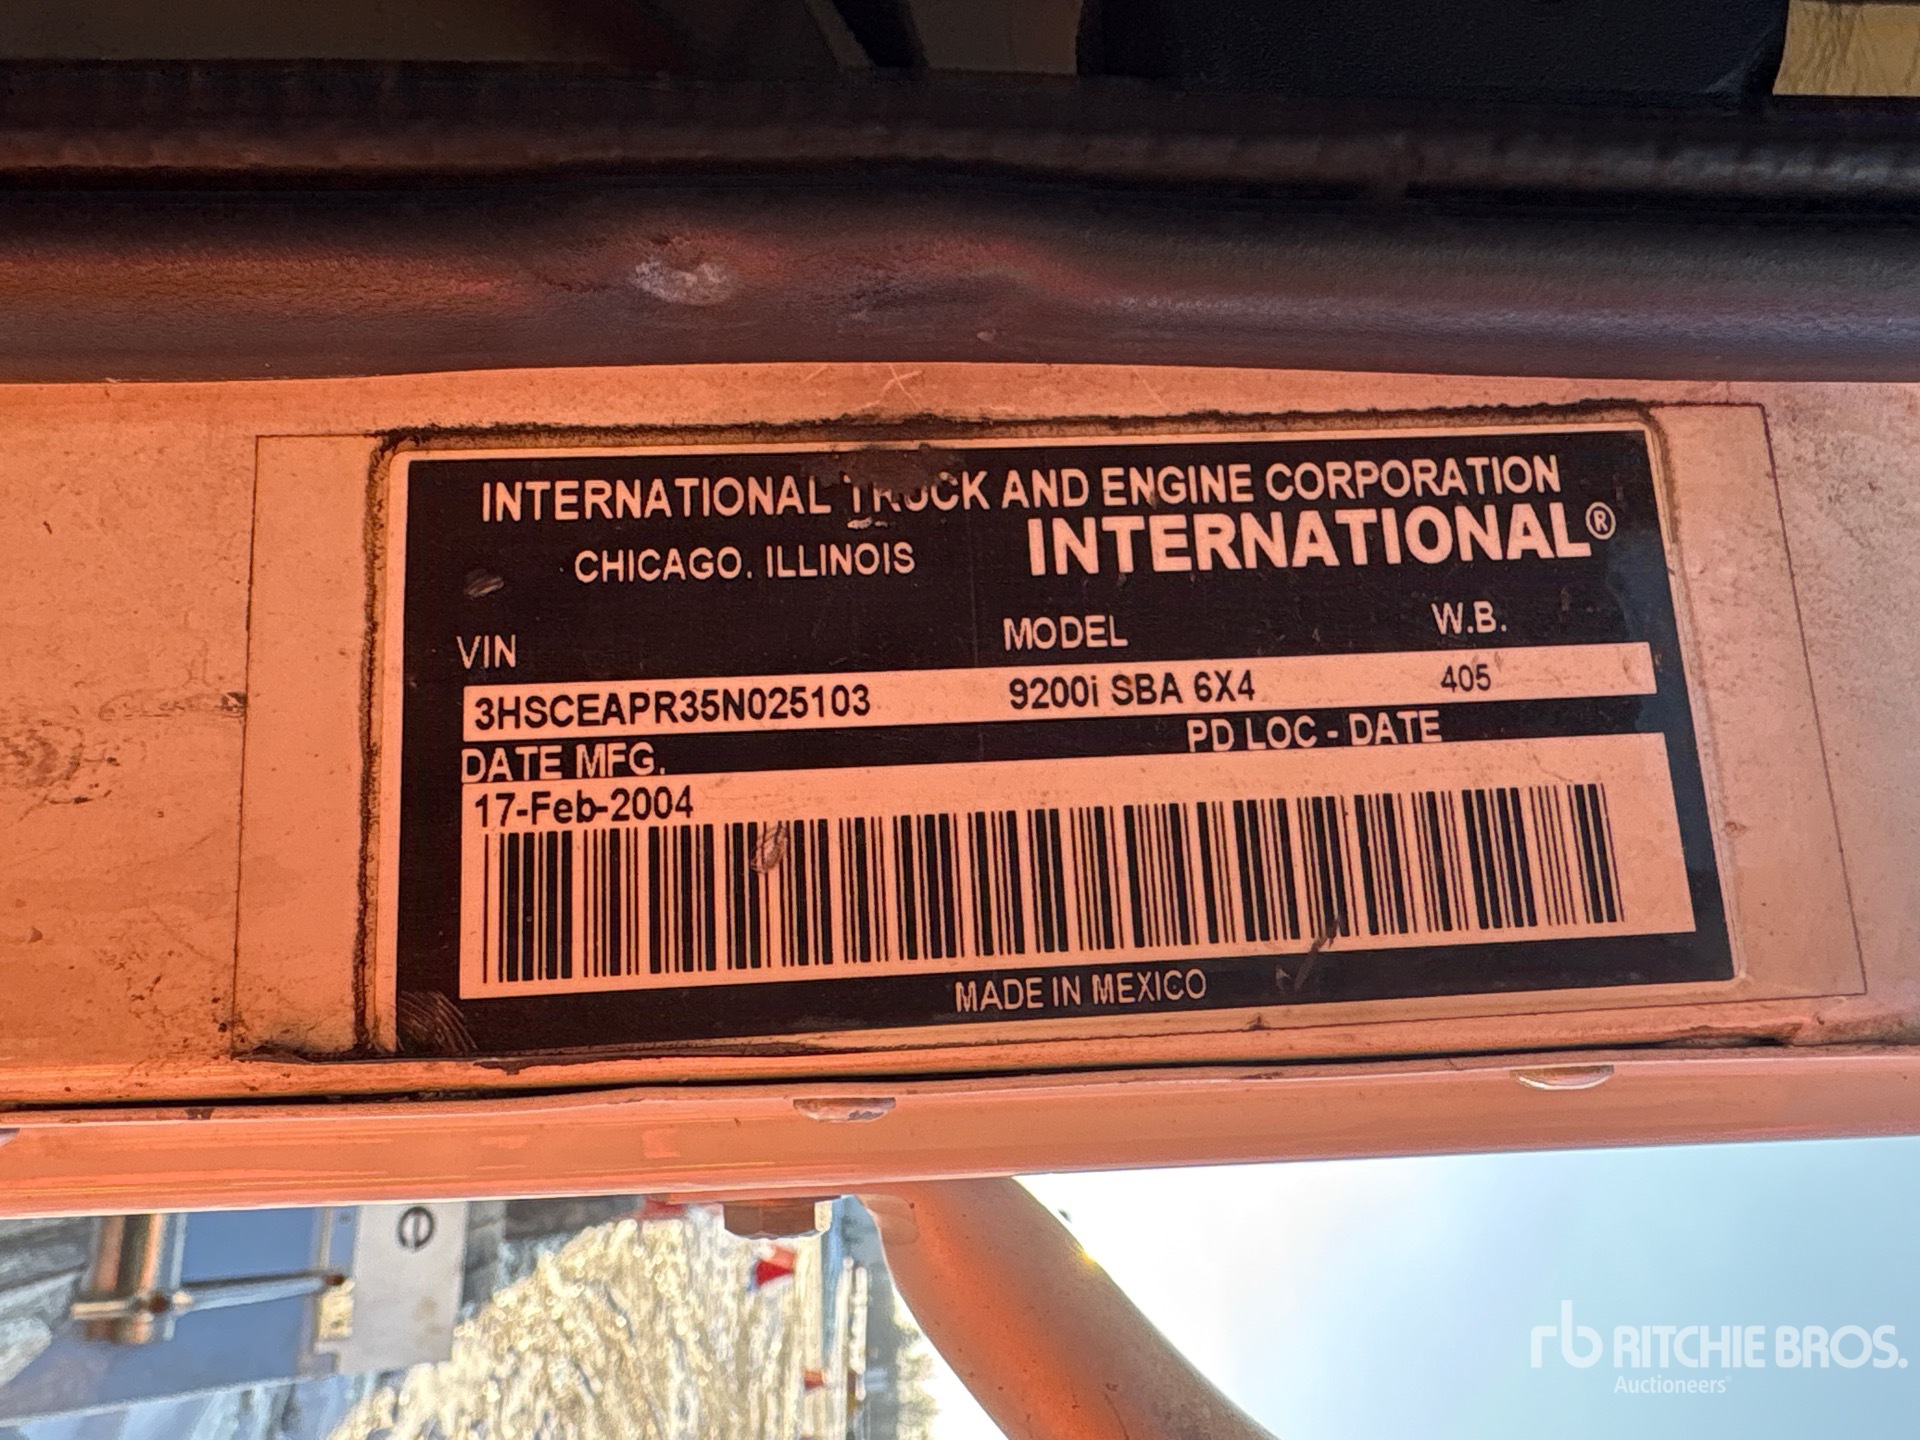 INTERNATIONAL TRUCK AND ENGINE CORPORATION
CHICAGO, ILLINOIS INTERNATIONAL®
VIN MODEL W.B.
3HSCEAPR35N025103 9200i SBA 6X4 405
DATE MFG. PD LOC - DATE
17-Feb-2004
MADE IN MEXICO
e
rb RITCHIE BROS.
Auctioneers